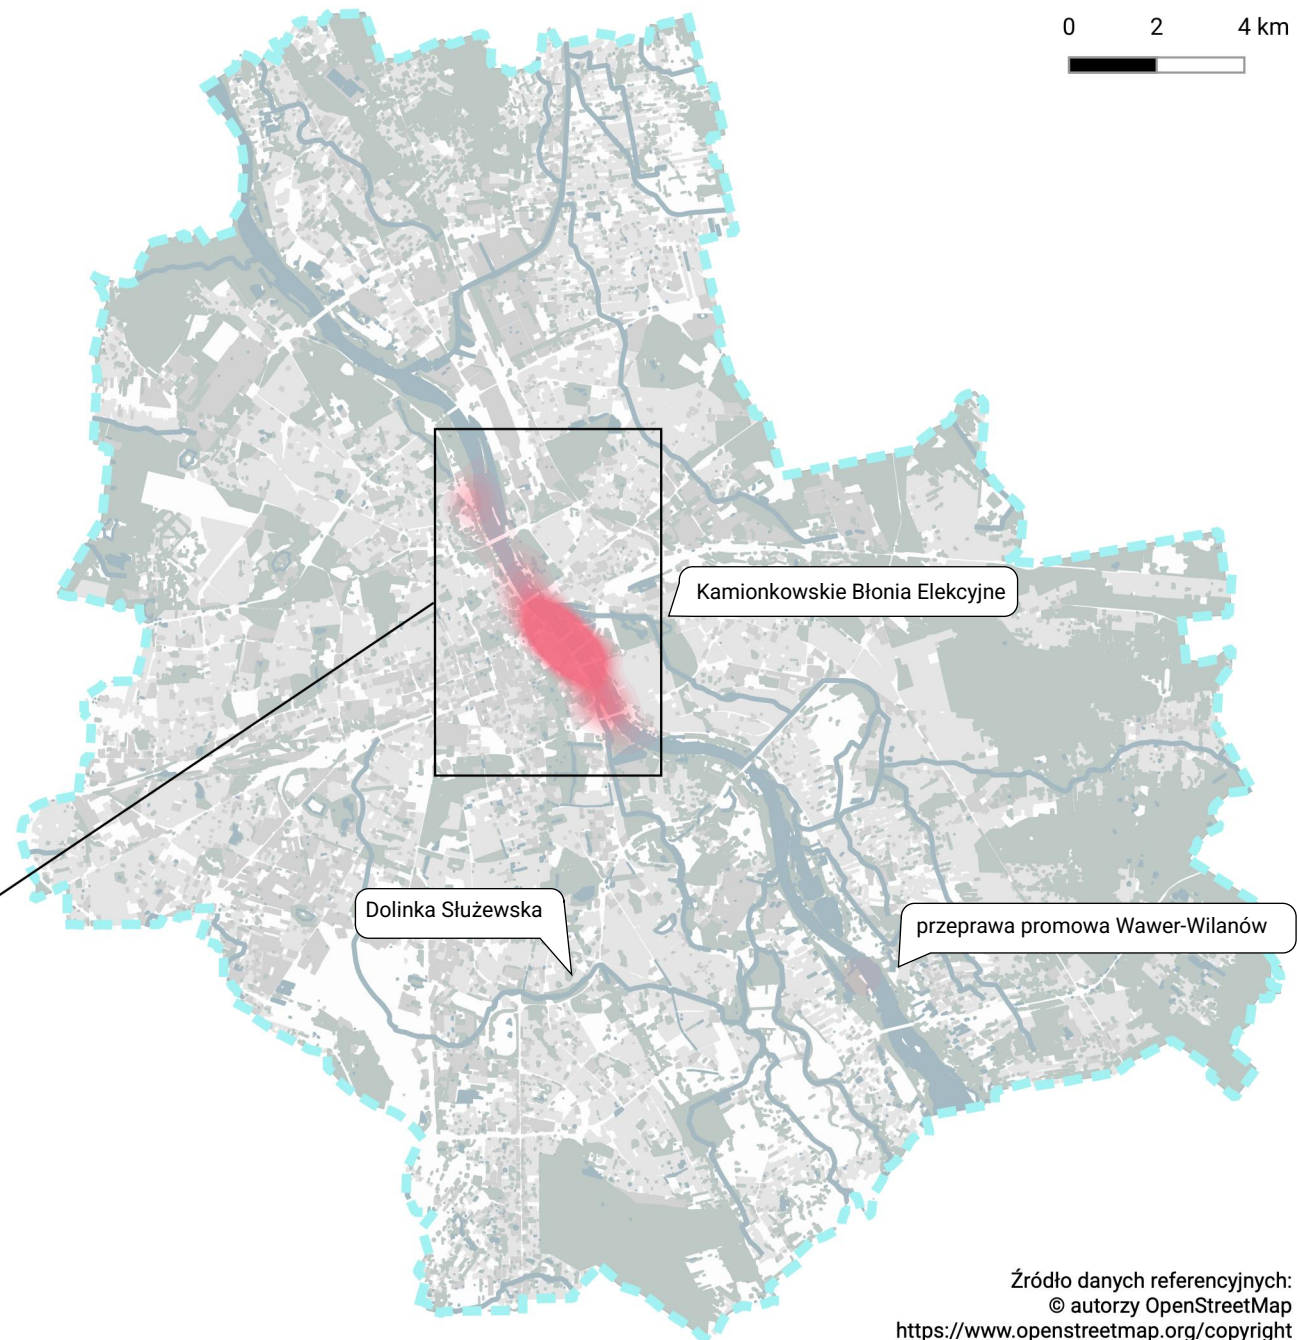 0 2 4 km
Kamionkowskie Błonia Elekcyjne
Dolinka Służewska
przeprawa promowa Wawer-Wilanów
Źródło danych referencyjnych:
© autorzy OpenStreetMap
https://www.openstreetmap.org/copyright